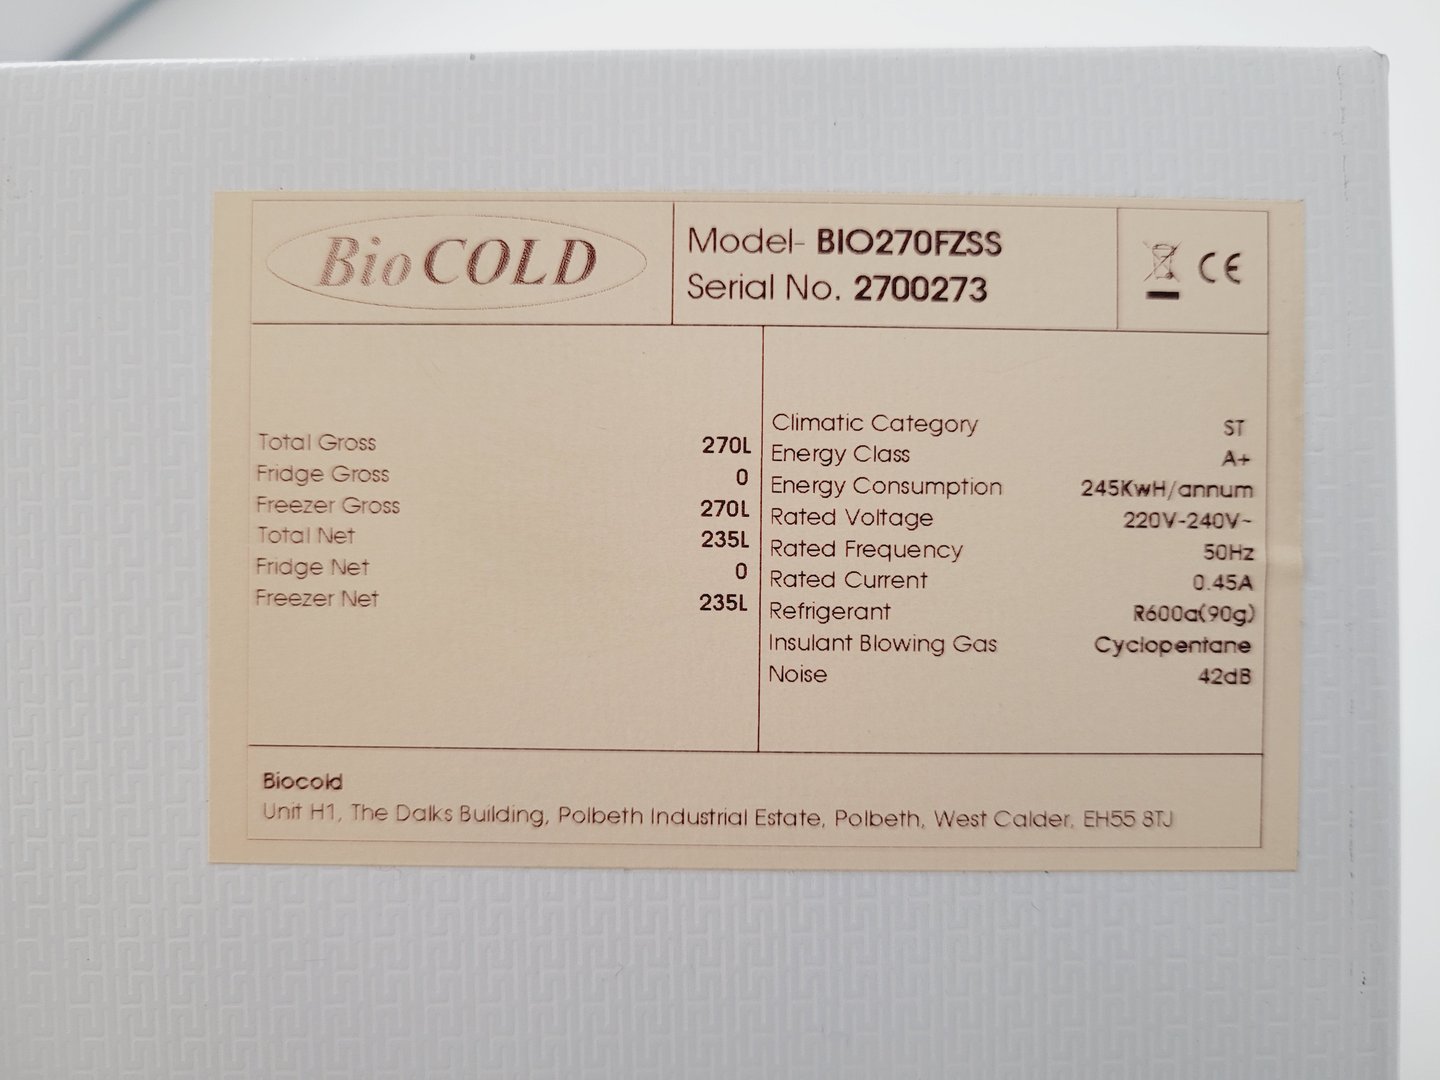 BioCOLD
Model- BIO270FZSS
Serial No. 2700273
CE
Total Gross 270L
Fridge Gross 0
Freezer Gross 270L
Total Net 235L
Fridge Net 0
Freezer Net 235L
Climatic Category ST
Energy Class A+
Energy Consumption 245KwH/annum
Rated Voltage 220V-240V~
Rated Frequency 50Hz
Rated Current 0.45A
Refrigerant R600a(90g)
Insulant Blowing Gas Cyclopentane
Noise 42dB
Biocold
Unit H1, The Dalks Building, Polbeth Industrial Estate, Polbeth, West Calder, EH55 8TJ